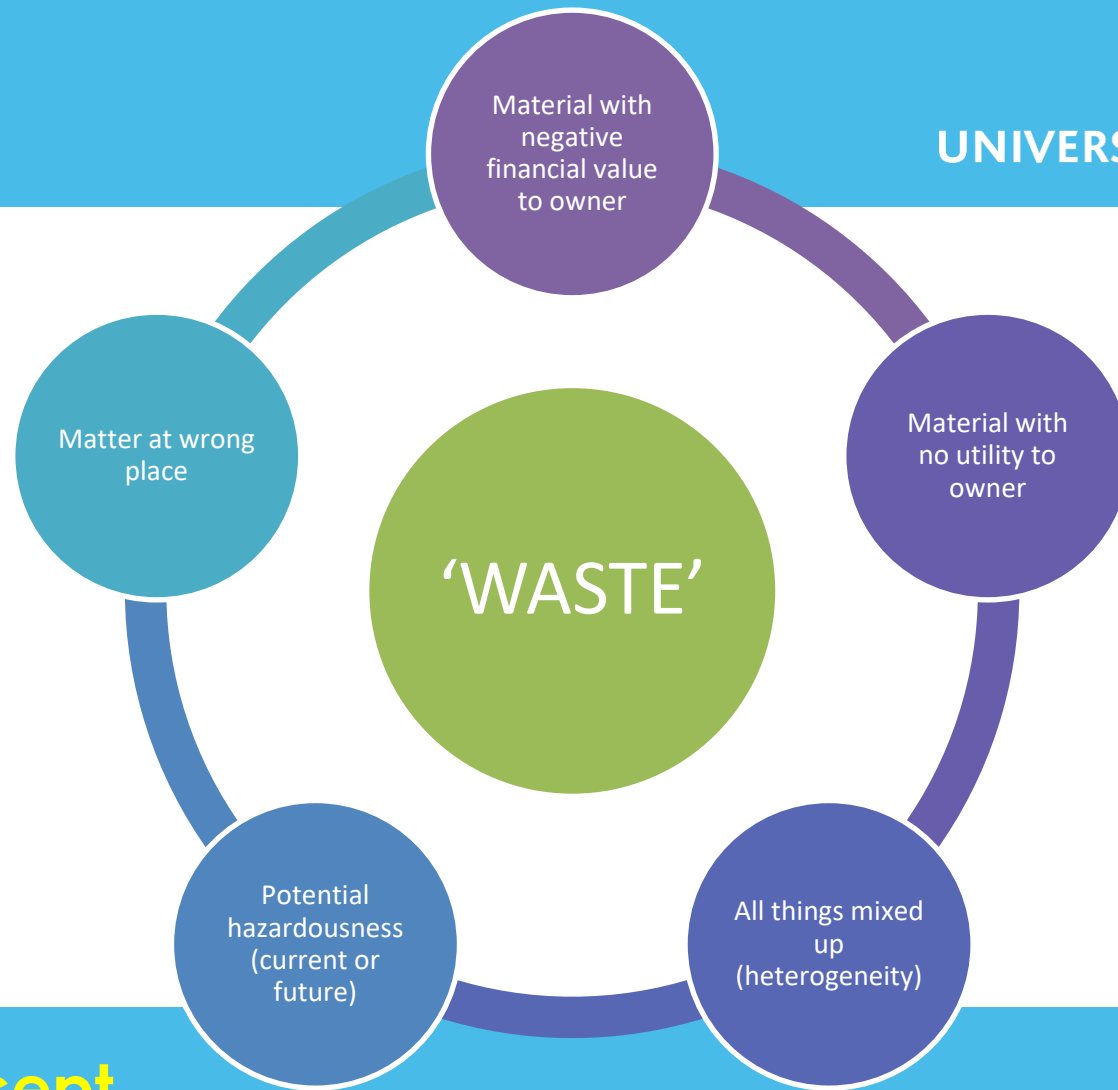 Material with
negative
financial value
to owner
UNIVERS
Matter at wrong
place
Material with
no utility to
owner
‘WASTE’
Potential
hazardousness
(current or
future)
All things mixed
up
(heterogeneity)